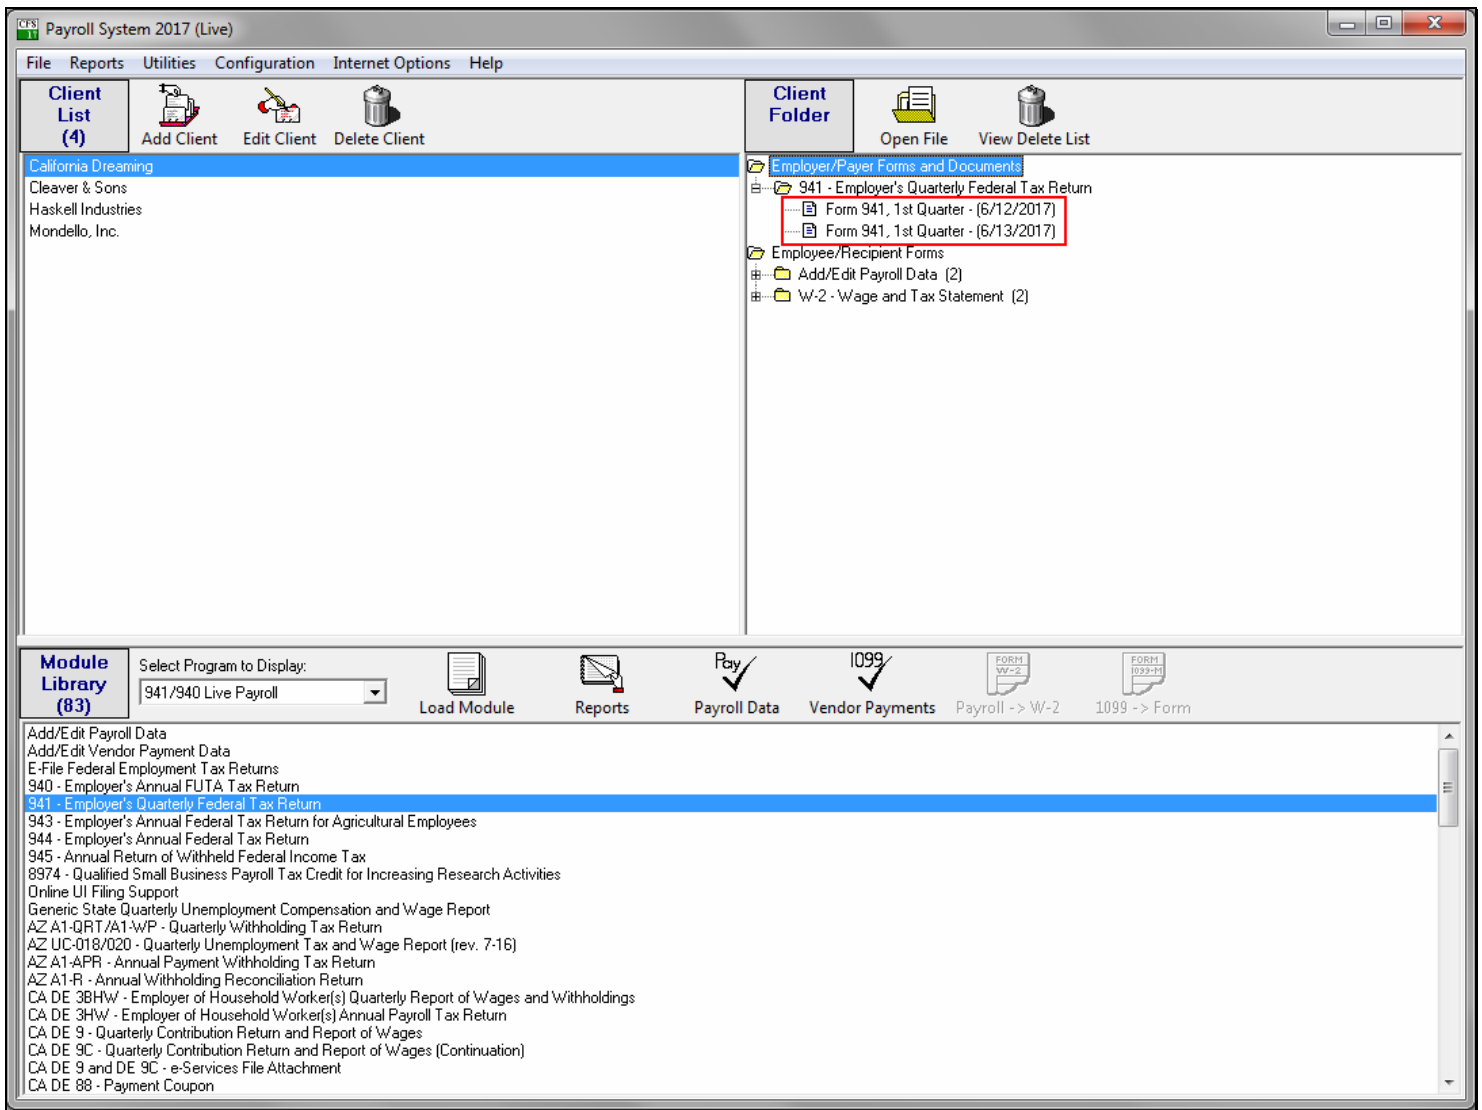 CFS
17
Payroll System 2017 (Live)
X
File Reports Utilities Configuration Internet Options Help
Client
List
(4)
Add Client
Edit Client
Delete Client
Client
Folder
Open File
View Delete List
California Dreaming
Cleaver & Sons
Haskell Industries
Mondello, Inc.
Employer/Payer Forms and Documents
941 - Employer's Quarterly Federal Tax Return
Form 941, 1st Quarter - (6/12/2017)
Form 941, 1st Quarter - (6/13/2017)
Employee/Recipient Forms
Add/Edit Payroll Data (2)
W-2 - Wage and Tax Statement (2)
Module
Library
(83)
Select Program to Display:
941/940 Live Payroll
Load Module
Reports
Pay
Payroll Data
1099
Vendor Payments
FORM
W-2
Payroll -> W-2
FORM
1099-M
1099 -> Form
Add/Edit Payroll Data
Add/Edit Vendor Payment Data
E-File Federal Employment Tax Returns
940 - Employer's Annual FUTA Tax Return
941 - Employer's Quarterly Federal Tax Return
943 - Employer's Annual Federal Tax Return for Agricultural Employees
944 - Employer's Annual Federal Tax Return
945 - Annual Return of Withheld Federal Income Tax
8974 - Qualified Small Business Payroll Tax Credit for Increasing Research Activities
Online UI Filing Support
Generic State Quarterly Unemployment Compensation and Wage Report
AZ A1-QRT/A1-WP - Quarterly Withholding Tax Return
AZ UC-018/020 - Quarterly Unemployment Tax and Wage Report (rev. 7-16)
AZ A1-APR - Annual Payment Withholding Tax Return
AZ A1-R - Annual Withholding Reconciliation Return
CA DE 3BHW - Employer of Household Worker(s) Quarterly Report of Wages and Withholdings
CA DE 3HW - Employer of Household Worker(s) Annual Payroll Tax Return
CA DE 9 - Quarterly Contribution Return and Report of Wages
CA DE 9C - Quarterly Contribution Return and Report of Wages (Continuation)
CA DE 9 and DE 9C - e-Services File Attachment
CA DE 88 - Payment Coupon